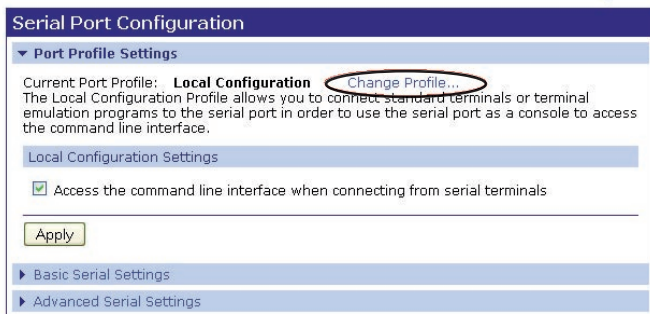 Serial Port Configuration
Port Profile Settings
Current Port Profile: Local Configuration Change Profile...
The Local Configuration Profile allows you to connect standard terminals or terminal
emulation programs to the serial port in order to use the serial port as a console to access
the command line interface.
Local Configuration Settings
Access the command line interface when connecting from serial terminals
Apply
Basic Serial Settings
Advanced Serial Settings